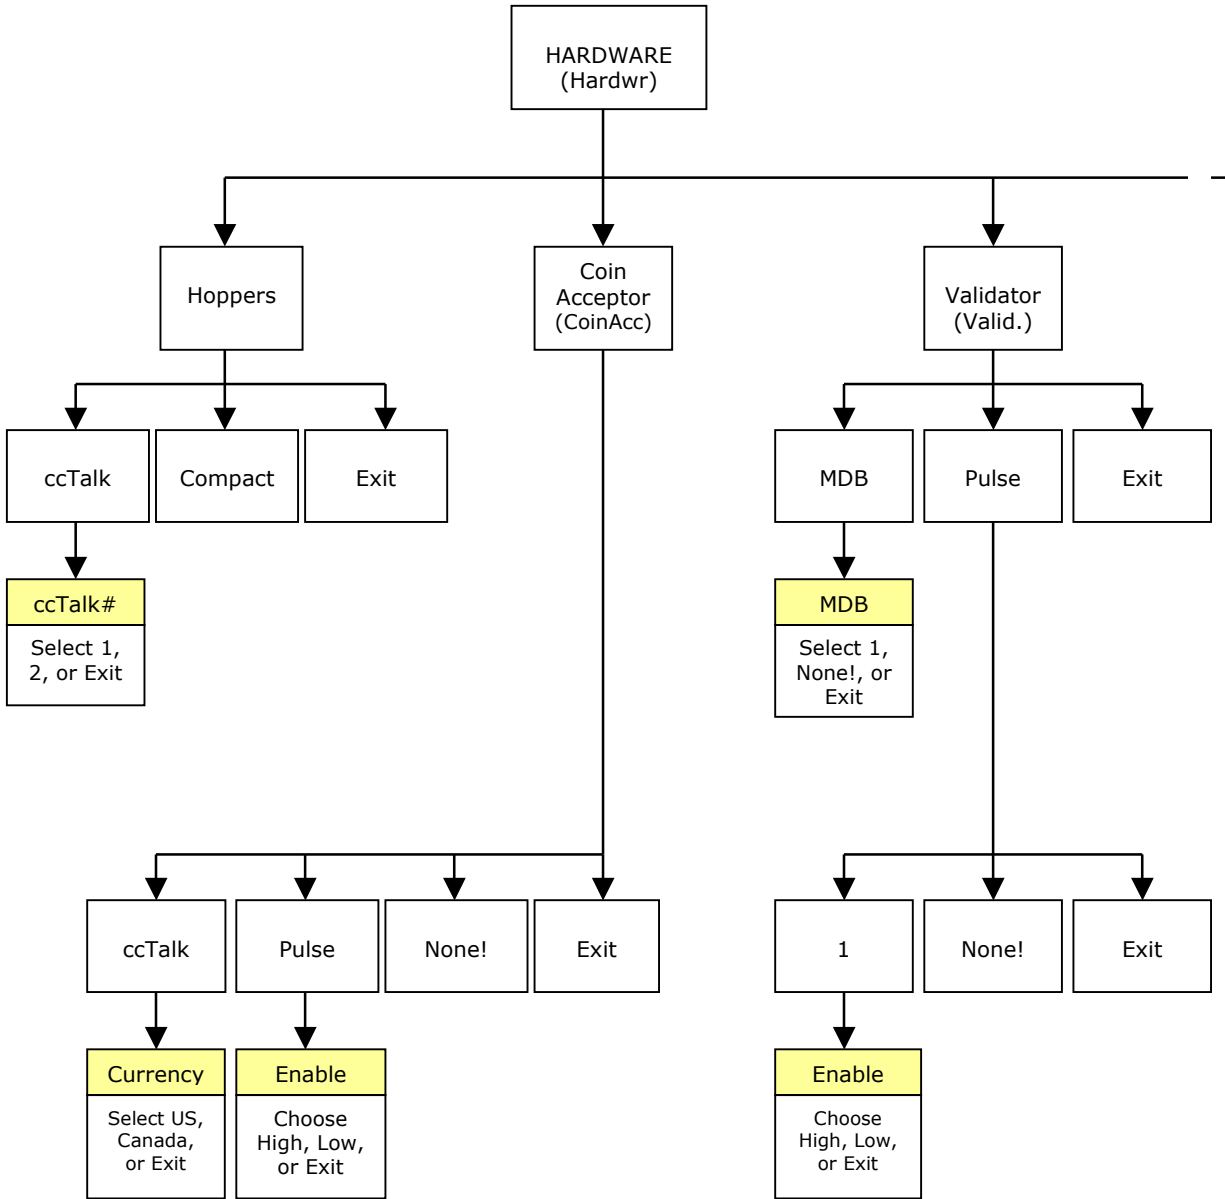 HARDWARE
(Hardwr)
Hoppers
Coin
Acceptor
(CoinAcc)
Validator
(Valid.)
ccTalk
Compact
Exit
MDB
Pulse
Exit
ccTalk#
Select 1,
2, or Exit
MDB
Select 1,
None!, or
Exit
ccTalk
Pulse
None!
Exit
1
None!
Exit
Currency
Select US,
Canada,
or Exit
Enable
Choose
High, Low,
or Exit
Enable
Choose
High, Low,
or Exit